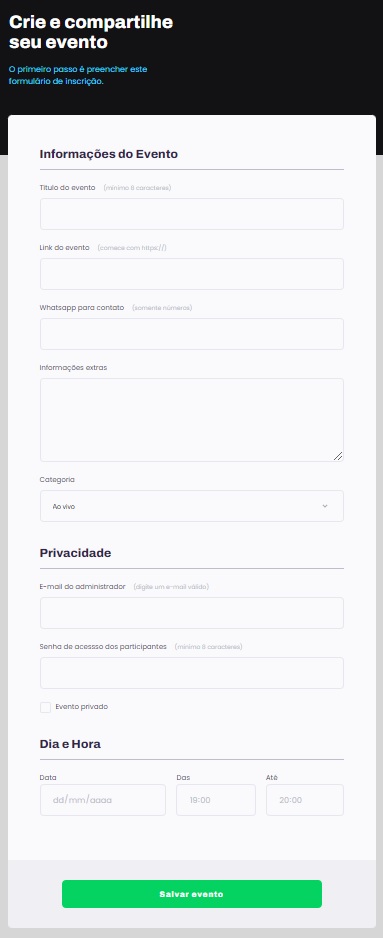 Crie e compartilhe
seu evento
O primeiro passo é preencher este
formulário de inscrição.
Informações do Evento
Título do evento (mínimo 8 caracteres)
Link do evento (comece com https://)
Whatsapp para contato (somente números)
Informações extras
Categoria
Ao vivo
Privacidade
E-mail do administrador (digite um e-mail válido)
Senha de acessso dos participantes (mínimo 8 caracteres)
Evento privado
Dia e Hora
Data Das Até
dd/mm/aaaa 19:00 20:00
Salvar evento